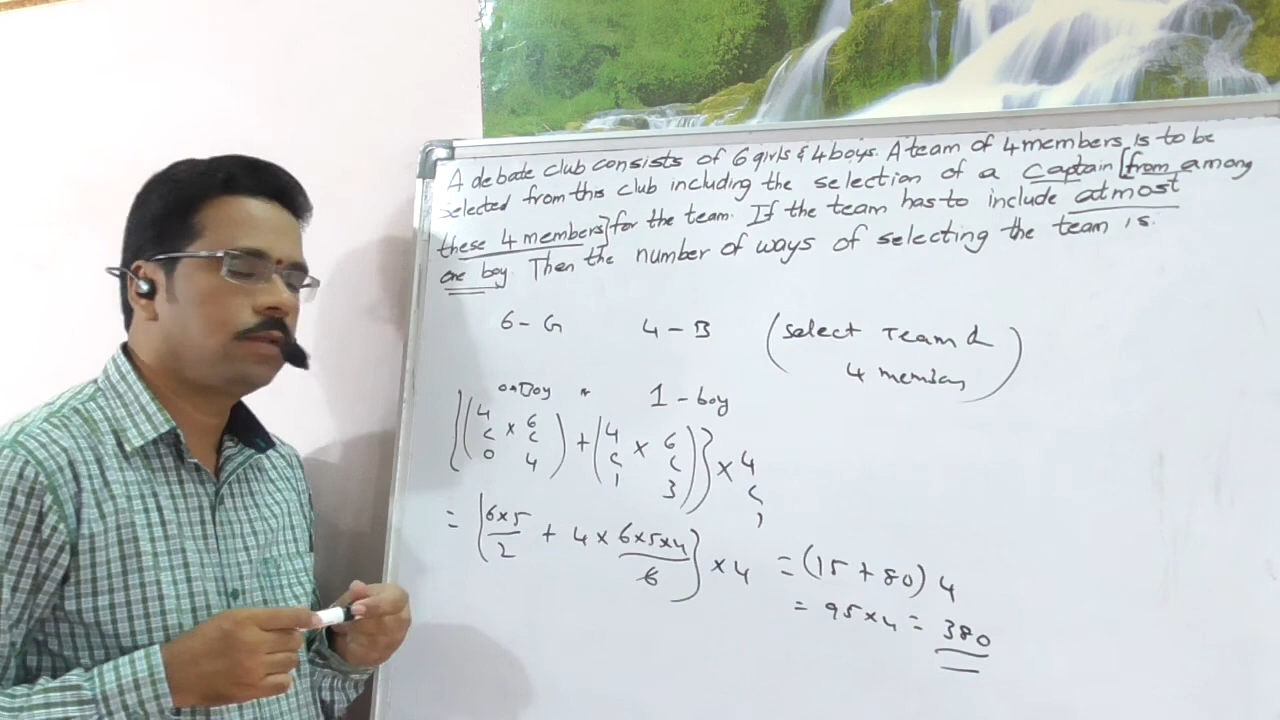 A debate club consists of 6 girls & 4 boys. A team of 4 members is to be
selected from this club including the selection of a Captain [from among
these 4 members] for the team. If the team has to include atmost
one boy. Then the number of ways of selecting the team is.
6 - G 4 - B (select Team &
4 members)
1 - boy
{(4C0 × 6C4) + (4C1 × 6C3)} × 4C1
= {6×5/2 + 4 × 6×5×4/6} × 4 = (15 + 80) 4
= 95×4 = 380